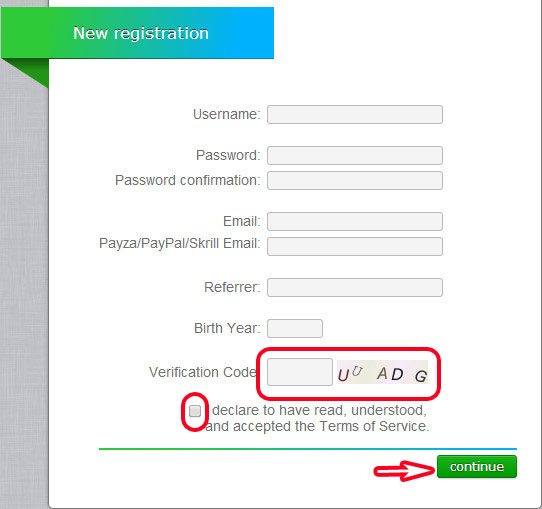 New registration
Username:
Password:
Password confirmation:
Email:
Payza/PayPal/Skrill Email:
Referrer:
Birth Year:
Verification Code UU ADG
declare to have read, understood,
and accepted the Terms of Service.
continue